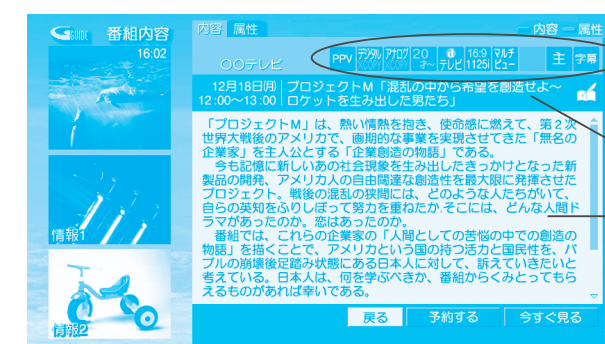 GGUIDE 番組内容
16:02
情報1
情報2
内容 属性
内容 属性
○○テレビ
PPV デジタル XCOPY アナログ XCOPY 20才〜 d テレビ 16:9 1125i マルチビュー 主 字幕
12月18日(月) プロジェクトM「混乱の中から希望を創造せよ〜
12:00〜13:00 ロケットを生み出した男たち」
「プロジェクトM」は、熱い情熱を抱き、使命感に燃えて、第2次
世界大戦後のアメリカで、画期的な事業を実現させてきた「無名の
企業家」を主人公とする「企業創造の物語」である。
今も記憶に新しいあの社会現象を生み出したきっかけとなった新
製品の開発、アメリカ人の自由闊達な創造性を最大限に発揮させた
プロジェクト。戦後の混乱の狭間には、どのような人たちがいて、
自らの英知をふりしぼって努力を重ねたか.そこには、どんな人間ド
ラマがあったのか。恋はあったのか。
番組では、これらの企業家の「人間としての苦悩の中での創造の
物語」を描くことで、アメリカという国の持つ活力と国民性を、バ
ブルの崩壊後足踏み状態にある日本人に対して、訴えていきたいと
考えている。日本人は、何を学ぶべきか、番組からくみとってもら
えるものがあれば幸いである。
戻る 予約する 今すぐ見る